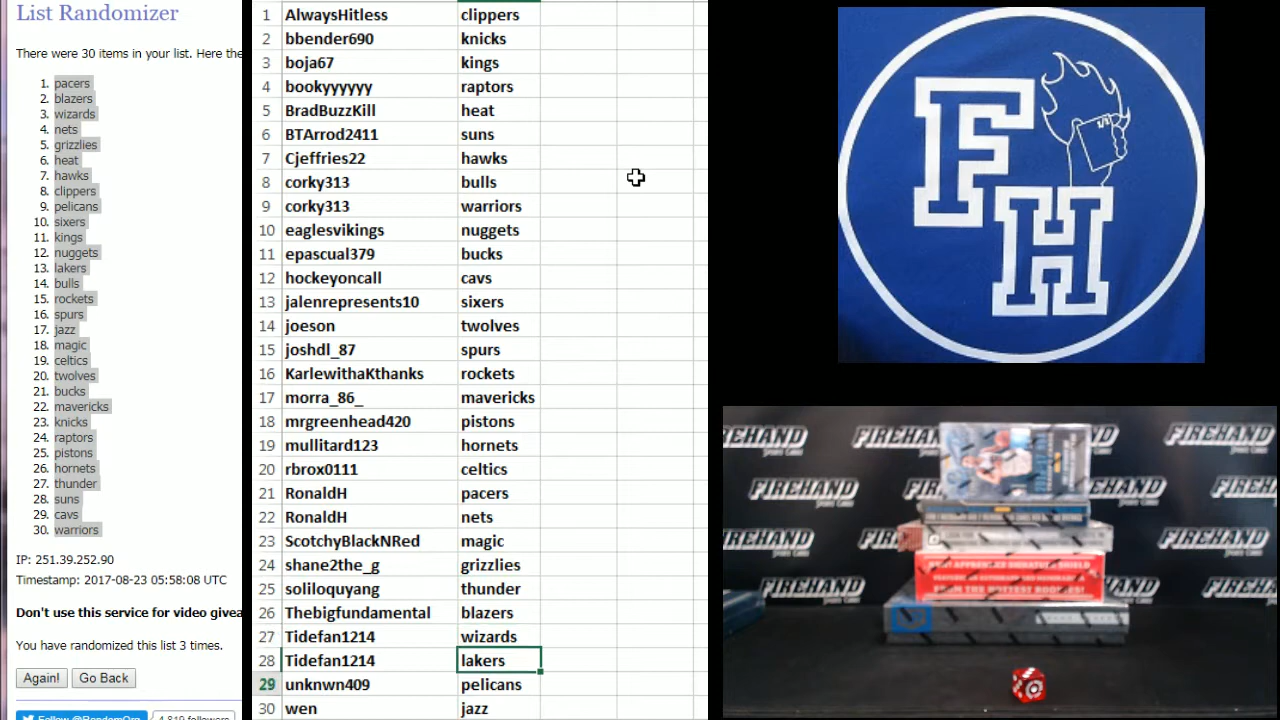 List Randomizer
There were 30 items in your list. Here the
1. pacers
2. blazers
3. wizards
4. nets
5. grizzlies
6. heat
7. hawks
8. clippers
9. pelicans
10. sixers
11. kings
12. nuggets
13. lakers
14. bulls
15. rockets
16. spurs
17. jazz
18. magic
19. celtics
20. twolves
21. bucks
22. mavericks
23. knicks
24. raptors
25. pistons
26. hornets
27. thunder
28. suns
29. cavs
30. warriors
IP: 251.39.252.90
Timestamp: 2017-08-23 05:58:08 UTC
Don't use this service for video givea
You have randomized this list 3 times.
Again! Go Back
Follow @RandomOrg 4,819 followers
1 AlwaysHitless clippers
2 bbender690 knicks
3 boja67 kings
4 bookyyyyyy raptors
5 BradBuzzKill heat
6 BTArrod2411 suns
7 Cjeffries22 hawks
8 corky313 bulls
9 corky313 warriors
10 eaglesvikings nuggets
11 epascual379 bucks
12 hockeyoncall cavs
13 jalenrepresents10 sixers
14 joeson twolves
15 joshdl_87 spurs
16 KarlewithaKthanks rockets
17 morra_86_ mavericks
18 mrgreenhead420 pistons
19 mullitard123 hornets
20 rbrox0111 celtics
21 RonaldH pacers
22 RonaldH nets
23 ScotchyBlackNRed magic
24 shane2the_g grizzlies
25 soliloquyang thunder
26 Thebigfundamental blazers
27 Tidefan1214 wizards
28 Tidefan1214 lakers
29 unknwn409 pelicans
30 wen jazz
FH
FIREHAND
FROM THE HOTTEST ROOKIES!